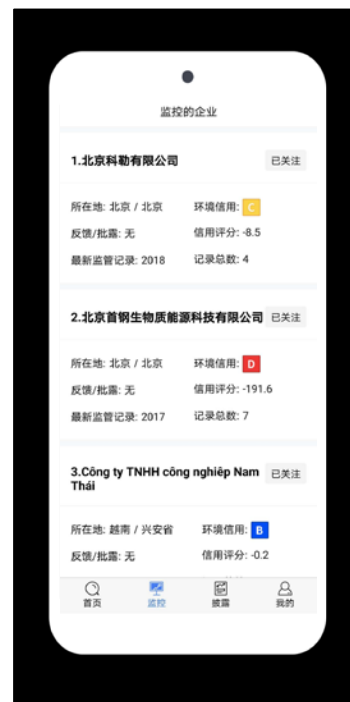 监控的企业
1.北京科勒有限公司 已关注
所在地: 北京 / 北京 环境信用: C
反馈/批露: 无 信用评分: -8.5
最新监管记录: 2018 记录总数: 4
2.北京首钢生物质能源科技有限公司 已关注
所在地: 北京 / 北京 环境信用: D
反馈/批露: 无 信用评分: -191.6
最新监管记录: 2017 记录总数: 7
3.Công ty TNHH công nghiêp Nam 已关注
Thái
所在地: 越南 / 兴安省 环境信用: B
反馈/批露: 无 信用评分: -0.2
首页 监控 披露 我的